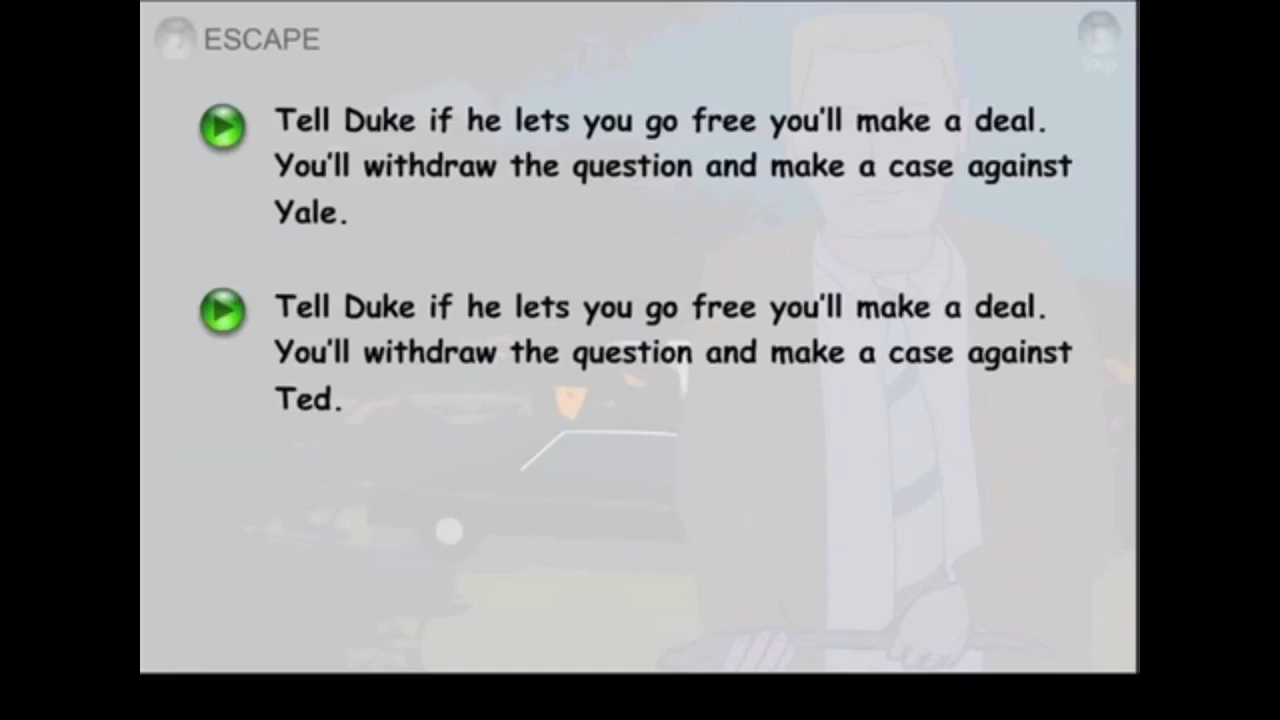 ESCAPE
Skip
Tell Duke if he lets you go free you'll make a deal.
You'll withdraw the question and make a case against
Yale.
Tell Duke if he lets you go free you'll make a deal.
You'll withdraw the question and make a case against
Ted.